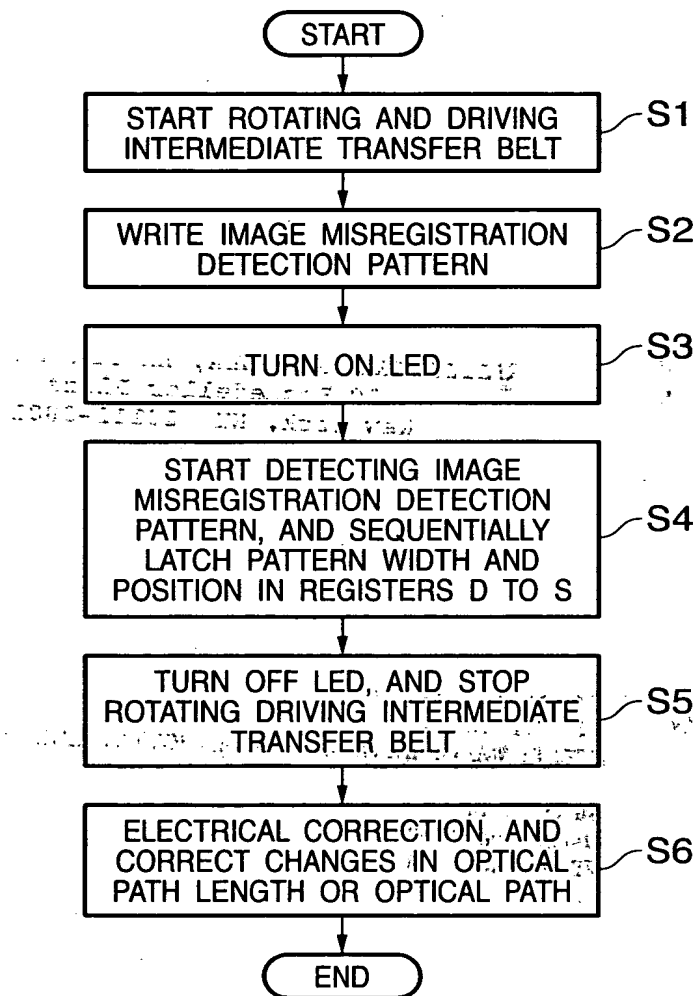 START
START ROTATING AND DRIVING
INTERMEDIATE TRANSFER BELT
S1
WRITE IMAGE MISREGISTRATION
DETECTION PATTERN
S2
TURN ON LED
S3
START DETECTING IMAGE
MISREGISTRATION DETECTION
PATTERN, AND SEQUENTIALLY
LATCH PATTERN WIDTH AND
POSITION IN REGISTERS D TO S
S4
TURN OFF LED, AND STOP
ROTATING DRIVING INTERMEDIATE
TRANSFER BELT
S5
ELECTRICAL CORRECTION, AND
CORRECT CHANGES IN OPTICAL
PATH LENGTH OR OPTICAL PATH
S6
END